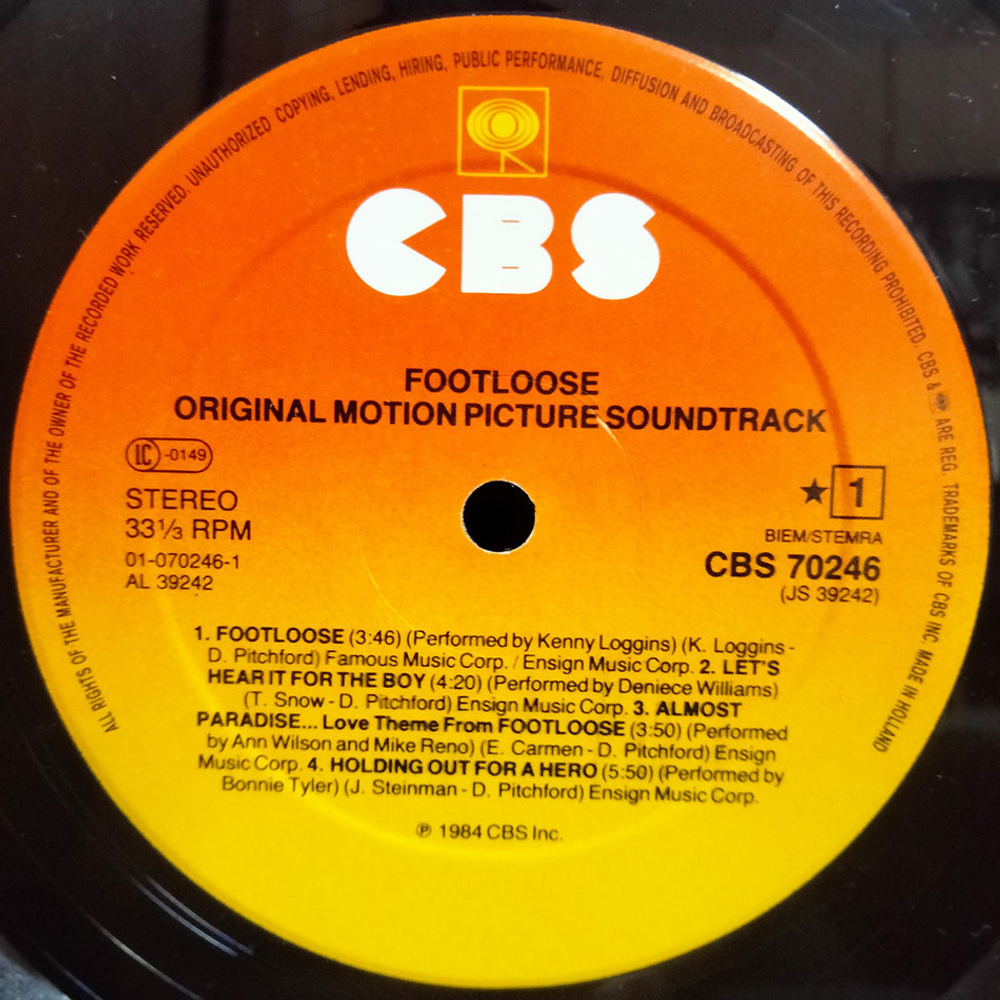 ALL RIGHTS OF THE MANUFACTURER AND OF THE OWNER OF THE RECORDED WORK RESERVED. UNAUTHORIZED COPYING, LENDING, HIRING, PUBLIC PERFORMANCE, DIFFUSION AND BROADCASTING OF THIS RECORDING PROHIBITED. CBS & ARE REG. TRADEMARKS OF CBS INC. MADE IN HOLLAND
CBS
FOOTLOOSE
ORIGINAL MOTION PICTURE SOUNDTRACK
LC -0149
STEREO
33⅓ RPM
01-070246-1
AL 39242
★ 1
BIEM/STEMRA
CBS 70246
(JS 39242)
1. FOOTLOOSE (3:46) (Performed by Kenny Loggins) (K. Loggins -
D. Pitchford) Famous Music Corp. / Ensign Music Corp. 2. LET'S
HEAR IT FOR THE BOY (4:20) (Performed by Deniece Williams)
(T. Snow - D. Pitchford) Ensign Music Corp. 3. ALMOST
PARADISE... Love Theme From FOOTLOOSE (3:50) (Performed
by Ann Wilson and Mike Reno) (E. Carmen - D. Pitchford) Ensign
Music Corp. 4. HOLDING OUT FOR A HERO (5:50) (Performed by
Bonnie Tyler) (J. Steinman - D. Pitchford) Ensign Music Corp.
℗ 1984 CBS Inc.